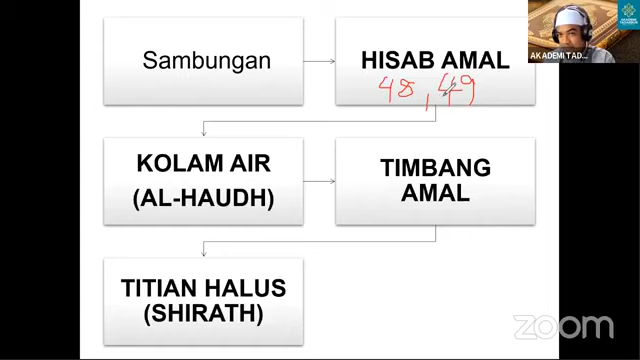 Sambungan
HISAB AMAL
48, 49
KOLAM AIR
(AL-HAUDH)
TIMBANG
AMAL
TITIAN HALUS
(SHIRATH)
AKADEMI TAD...
zoom